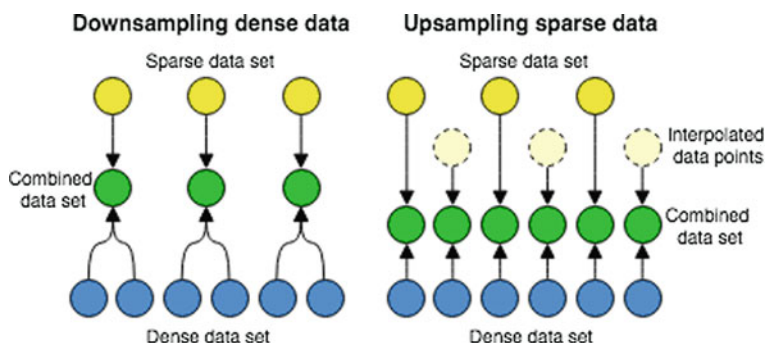 Downsampling dense data
Sparse data set
Combined
data set
Dense data set
Upsampling sparse data
Sparse data set
Interpolated
data points
Combined
data set
Dense data set